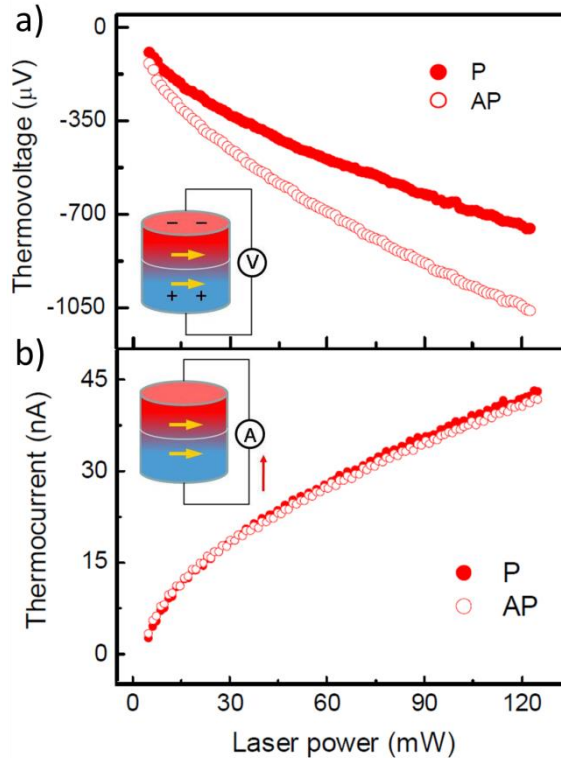 a)
0
-350
-700
-1050
Thermovoltage (μV)
P
AP
− −
+ +
V
b)
45
30
15
0
Thermocurrent (nA)
A
P
AP
0 30 60 90 120
Laser power (mW)